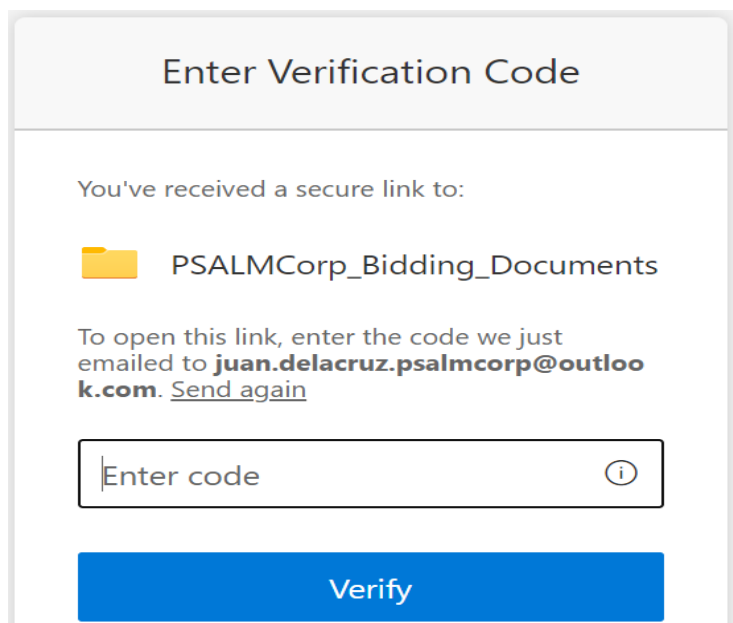 Enter Verification Code
You've received a secure link to:
PSALMCorp_Bidding_Documents
To open this link, enter the code we just
emailed to juan.delacruz.psalmcorp@outloo
k.com. Send again
Enter code
Verify